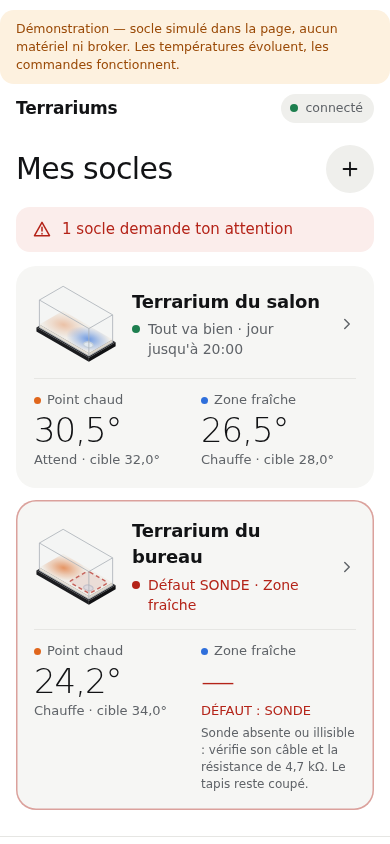 Démonstration — socle simulé dans la page, aucun
matériel ni broker. Les températures évoluent, les
commandes fonctionnent.
Terrariums
connecté
Mes socles
+
1 socle demande ton attention
Terrarium du salon
Tout va bien · jour
jusqu'à 20:00
Point chaud
Zone fraîche
30,5°
26,5°
Attend · cible 32,0°
Chauffe · cible 28,0°
Terrarium du
bureau
Défaut SONDE · Zone
fraîche
Point chaud
Zone fraîche
24,2°
—
Chauffe · cible 34,0°
DÉFAUT : SONDE
Sonde absente ou illisible
: vérifie son câble et la
résistance de 4,7 kΩ. Le
tapis reste coupé.